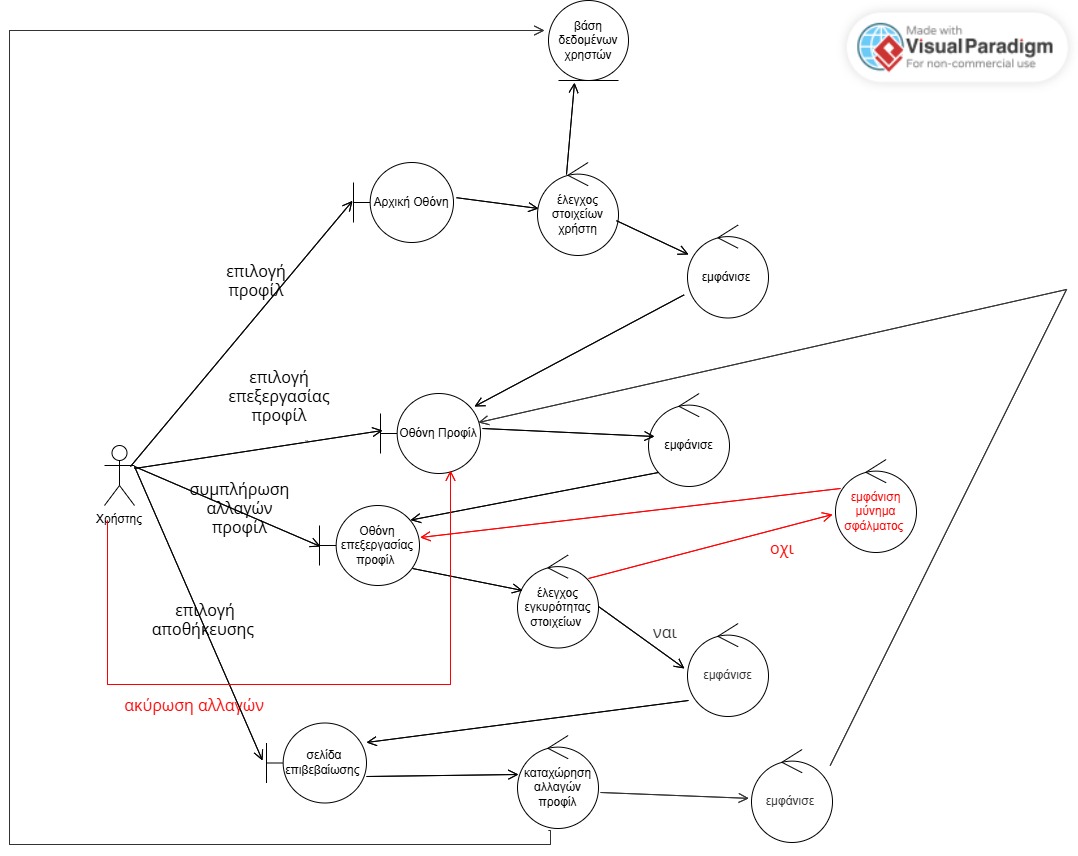 βάση
δεδομένων
χρηστών
Made with
Visual Paradigm
For non-commercial use
Αρχική Οθόνη
έλεγχος
στοιχείων
χρήστη
εμφάνισε
επιλογή
προφίλ
επιλογή
επεξεργασίας
προφίλ
Οθόνη Προφίλ
εμφάνισε
Χρήστης
συμπλήρωση
αλλαγών
προφίλ
Οθόνη
επεξεργασίας
προφίλ
εμφάνιση
μύνημα
σφάλματος
οχι
έλεγχος
εγκυρότητας
στοιχείων
ναι
επιλογή
αποθήκευσης
εμφάνισε
ακύρωση αλλαγών
σελίδα
επιβεβαίωσης
καταχώρηση
αλλαγών
προφίλ
εμφάνισε